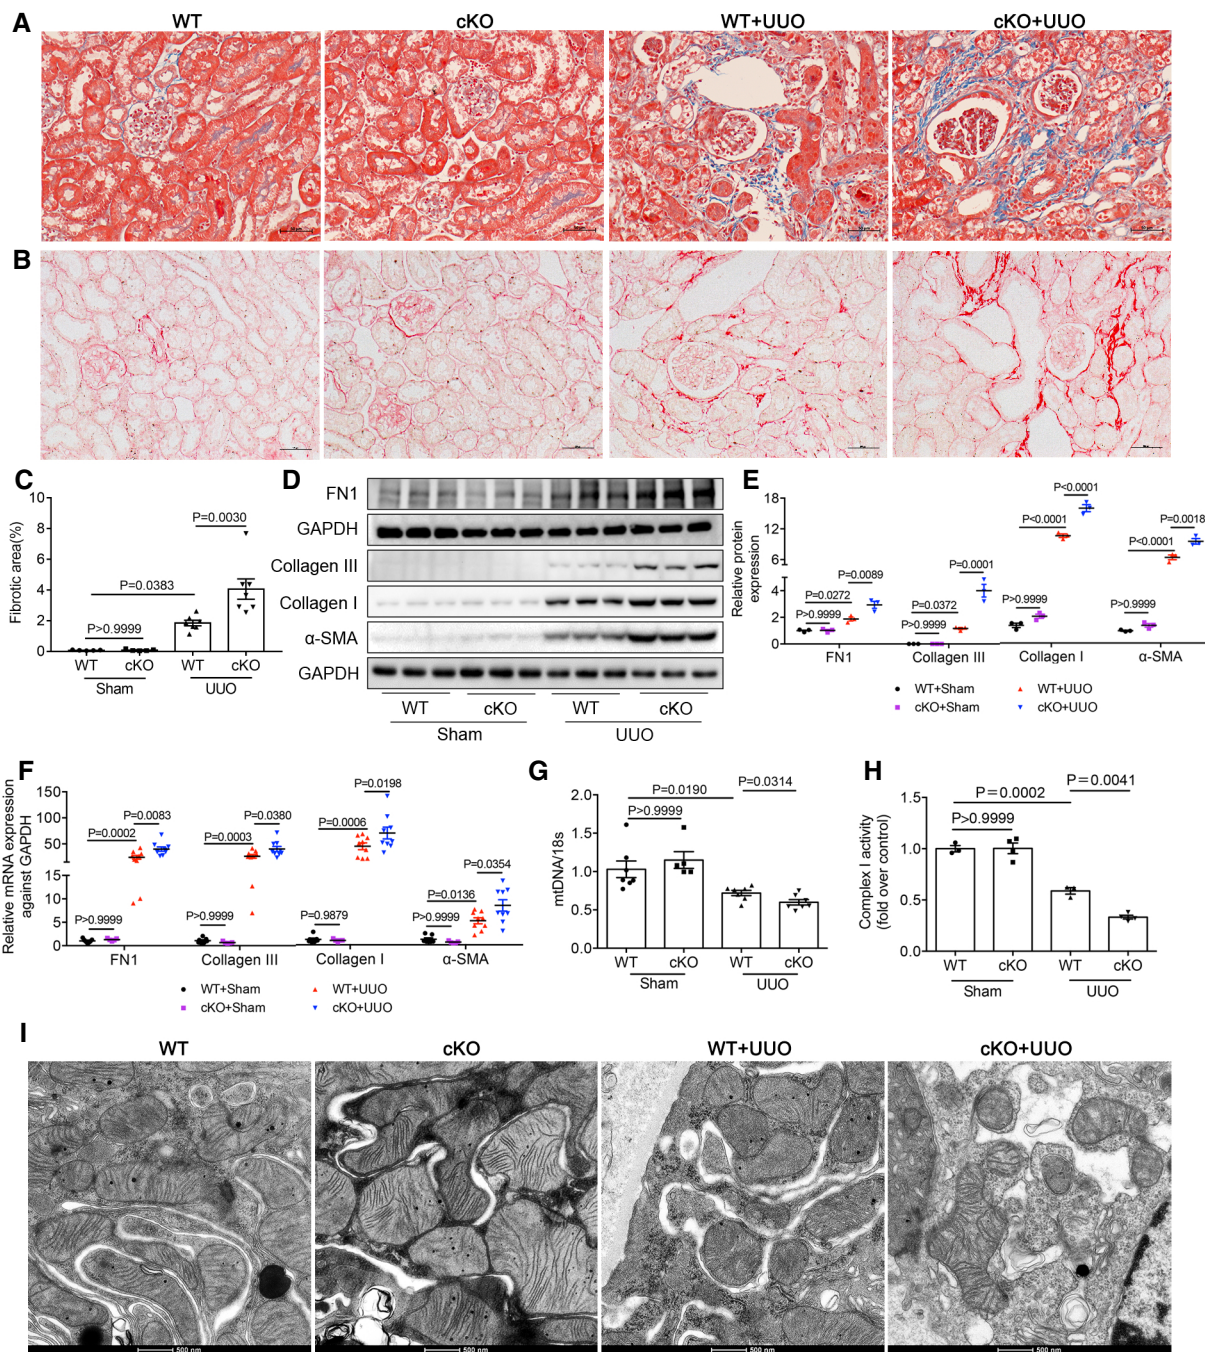 A WT cKO WT+UUO cKO+UUO
B
C
10
8
6
4
2
0
Fibrotic area(%)
P=0.0030
P=0.0383
P>0.9999
WT cKO WT cKO
Sham UUO
D
FN1
GAPDH
Collagen III
Collagen I
α-SMA
GAPDH
WT cKO WT cKO
Sham UUO
E
18
12
6
4
2
0
Relative protein
expression
P<0.0001
P<0.0001
P=0.0018
P<0.0001
P=0.0001
P=0.0089
P=0.0272
P=0.0372
P>0.9999
P>0.9999
P>0.9999
P>0.9999
FN1 Collagen III Collagen I α-SMA
WT+Sham WT+UUO
cKO+Sham cKO+UUO
F
150
100
50
15
10
5
0
Relative mRNA expression
against GAPDH
P=0.0198
P=0.0083
P=0.0380
P=0.0006
P=0.0002
P=0.0003
P=0.0354
P=0.0136
P>0.9999
P>0.9999
P=0.9879
P>0.9999
FN1 Collagen III Collagen I α-SMA
WT+Sham WT+UUO
cKO+Sham cKO+UUO
G
2.0
1.5
1.0
0.5
0.0
mtDNA/18s
P=0.0314
P=0.0190
P>0.9999
WT cKO WT cKO
Sham UUO
H
1.5
1.0
0.5
0.0
Complex I activity
(fold over control)
P=0.0041
P=0.0002
P>0.9999
WT cKO WT cKO
Sham UUO
I
WT cKO WT+UUO cKO+UUO
500 nm 500 nm 500 nm 500 nm